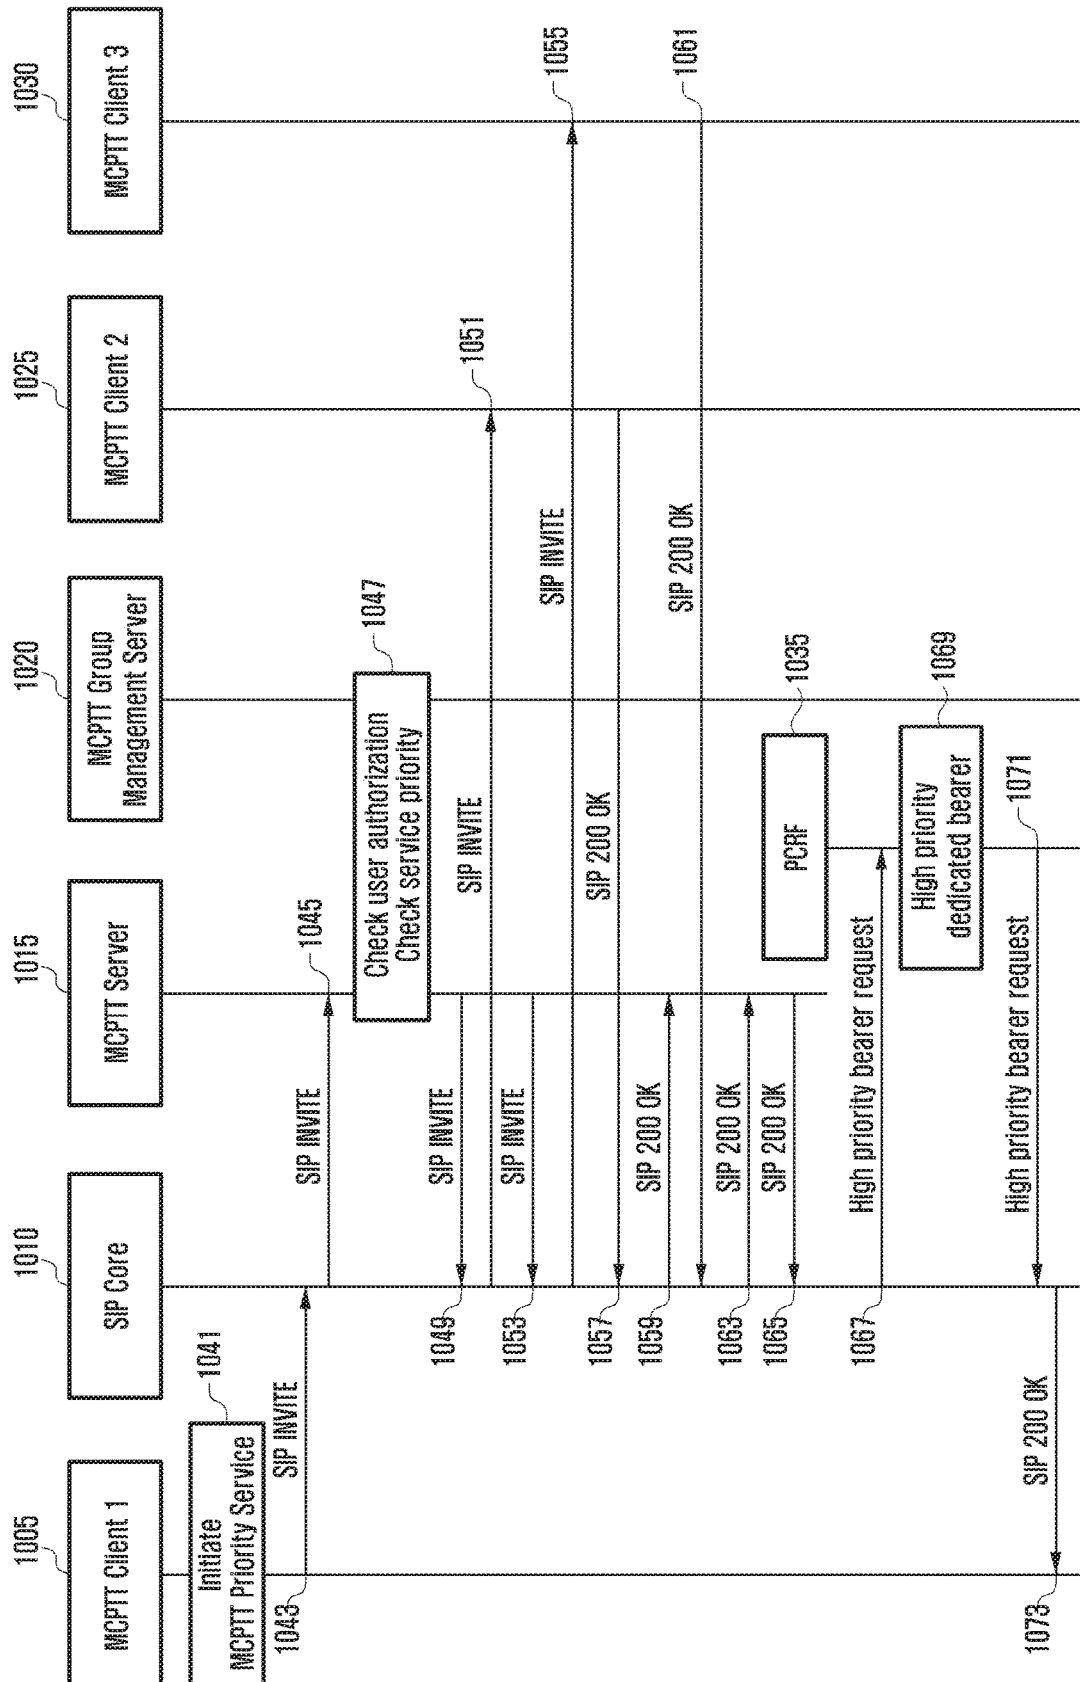 1005
1010
1015
1020
1025
1030
MCPTT Client 1
SIP Core
MCPTT Server
MCPTT Group
Management Server
MCPTT Client 2
MCPTT Client 3
1041
Initiate
MCPTT Priority Service
SIP INVITE
1043
SIP INVITE
1045
1047
Check user authorization
Check service priority
SIP INVITE
1049
SIP INVITE
1051
SIP INVITE
1053
SIP INVITE
1055
SIP 200 OK
1057
SIP 200 OK
1059
SIP 200 OK
1061
SIP 200 OK
1063
SIP 200 OK
1065
1035
PCRF
High priority bearer request
1067
1069
High priority
dedicated bearer
High priority bearer request
1071
SIP 200 OK
1073